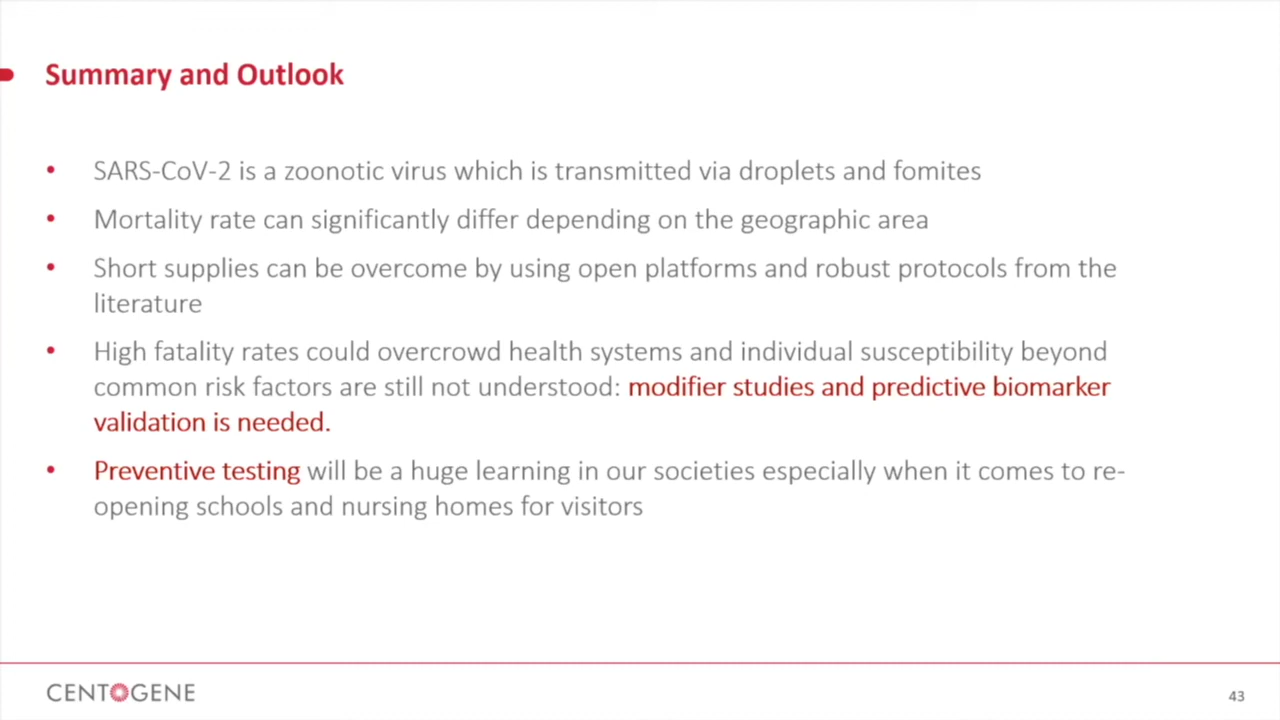 Summary and Outlook
• SARS-CoV-2 is a zoonotic virus which is transmitted via droplets and fomites
• Mortality rate can significantly differ depending on the geographic area
• Short supplies can be overcome by using open platforms and robust protocols from the
literature
• High fatality rates could overcrowd health systems and individual susceptibility beyond
common risk factors are still not understood: modifier studies and predictive biomarker
validation is needed.
• Preventive testing will be a huge learning in our societies especially when it comes to re-
opening schools and nursing homes for visitors
CENTOGENE
43